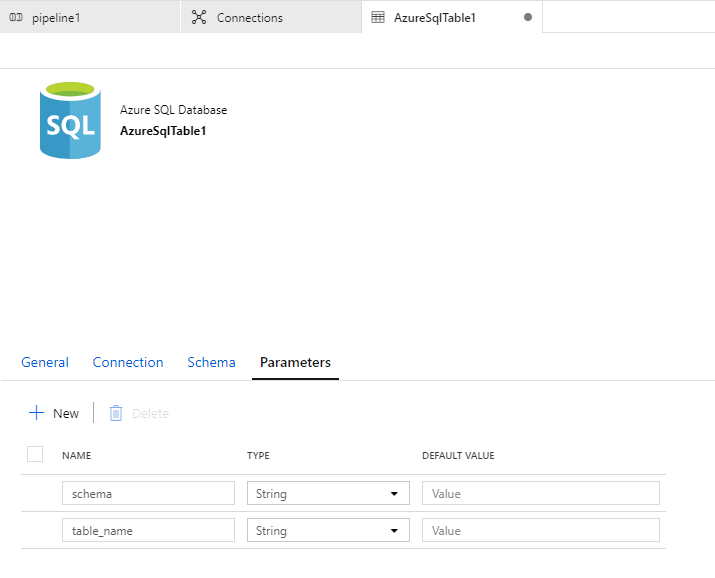 pipeline1 Connections AzureSqlTable1
SQL
Azure SQL Database
AzureSqlTable1
General Connection Schema Parameters
New Delete
NAME TYPE DEFAULT VALUE
schema String Value
table_name String Value